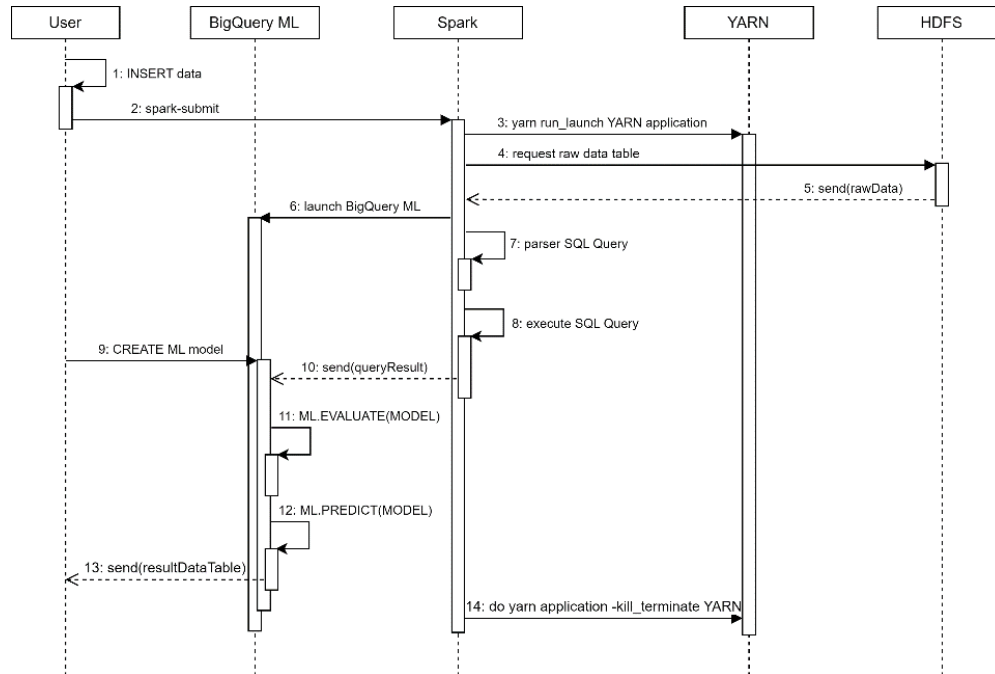 User
BigQuery ML
Spark
YARN
HDFS
1: INSERT data
2: spark-submit
3: yarn run_launch YARN application
4: request raw data table
5: send(rawData)
6: launch BigQuery ML
7: parser SQL Query
8: execute SQL Query
9: CREATE ML model
10: send(queryResult)
11: ML.EVALUATE(MODEL)
12: ML.PREDICT(MODEL)
13: send(resultDataTable)
14: do yarn application -kill_terminate YARN